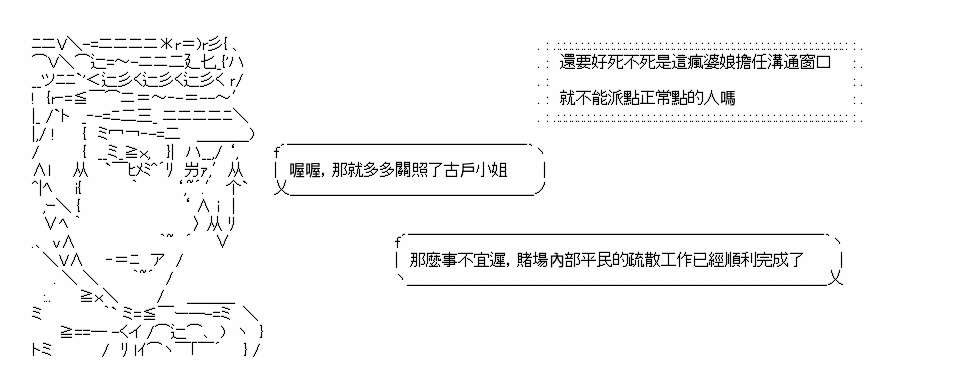 還要好死不死是這瘋婆娘擔任溝通窗口
就不能派點正常點的人嗎
喔喔, 那就多多關照了古戶小姐
那麼事不宜遲, 賭場內部平民的疏散工作已經順利完成了